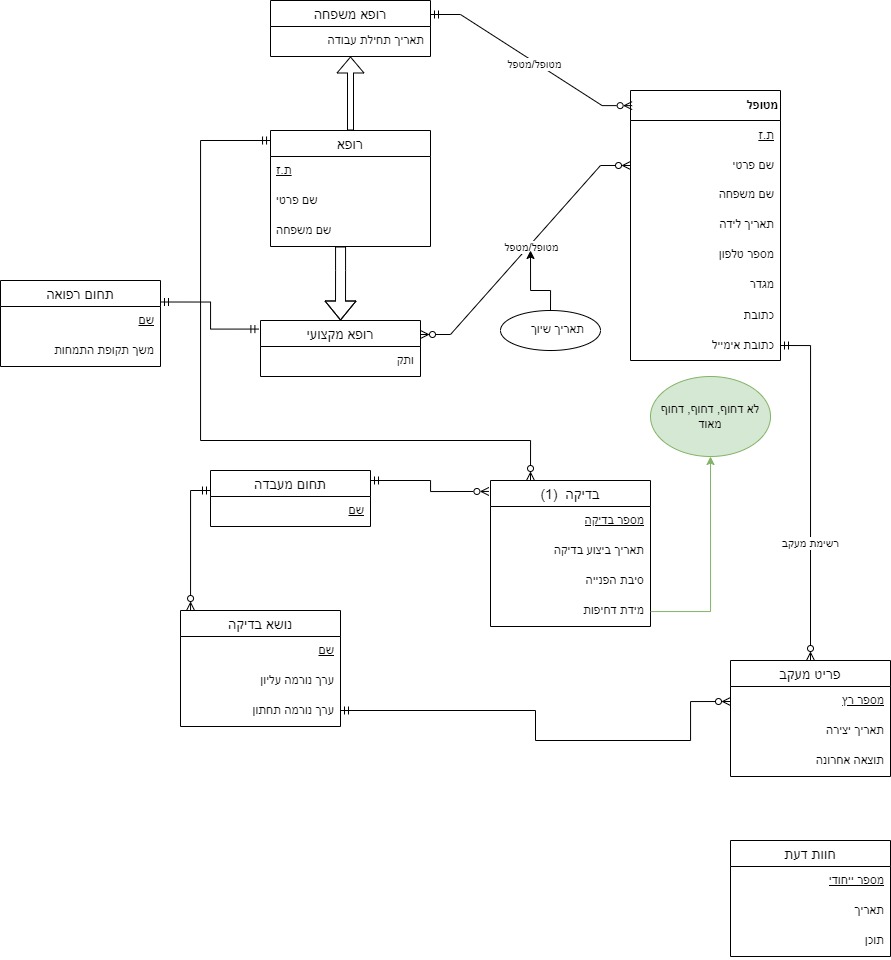 רופא משפחה
תאריך תחילת עבודה
מטופל/מטפל
מטופל
ת.ז
שם פרטי
שם משפחה
תאריך לידה
מספר טלפון
מגדר
כתובת
כתובת אימייל
רופא
ת.ז
שם פרטי
שם משפחה
מטופל/מטפל
תאריך שיוך
תחום רפואה
שם
משך תקופת התמחות
רופא מקצועי
ותק
לא דחוף, דחוף, דחוף
מאוד
תחום מעבדה
שם
בדיקה (1)
מספר בדיקה
תאריך ביצוע בדיקה
סיבת הפנייה
מידת דחיפות
רשימת מעקב
נושא בדיקה
שם
ערך נורמה עליון
ערך נורמה תחתון
פריט מעקב
מספר רץ
תאריך יצירה
תוצאה אחרונה
חוות דעת
מספר ייחודי
תאריך
תוכן